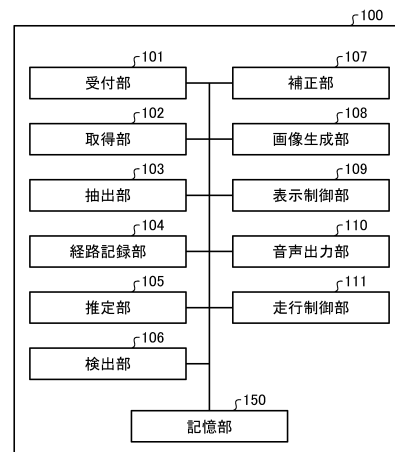 100
101
受付部
102
取得部
103
抽出部
104
経路記録部
105
推定部
106
検出部
107
補正部
108
画像生成部
109
表示制御部
110
音声出力部
111
走行制御部
150
記憶部